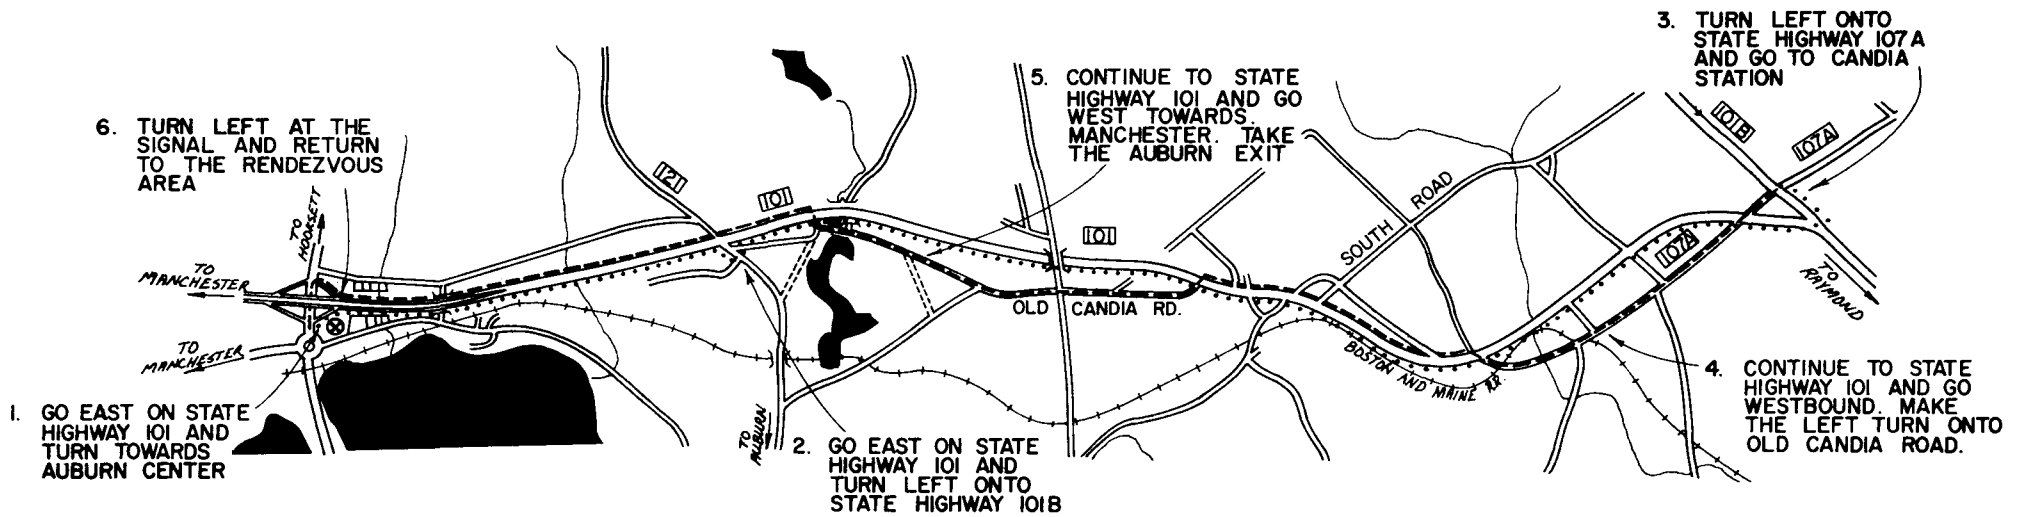 3. TURN LEFT ONTO
STATE HIGHWAY 107A
AND GO TO CANDIA
STATION
5. CONTINUE TO STATE
HIGHWAY 101 AND GO
WEST TOWARDS.
MANCHESTER. TAKE
THE AUBURN EXIT
6. TURN LEFT AT THE
SIGNAL AND RETURN
TO THE RENDEZVOUS
AREA
101B
107A
121
101
TO
HOOKSETT
SOUTH ROAD
101
107A
TO
MANCHESTER
TO
RAYMOND
OLD CANDIA RD.
TO
MANCHESTER
BOSTON AND MAINE R.R.
4. CONTINUE TO STATE
HIGHWAY 101 AND GO
WESTBOUND. MAKE
THE LEFT TURN ONTO
OLD CANDIA ROAD.
1. GO EAST ON STATE
HIGHWAY 101 AND
TURN TOWARDS
AUBURN CENTER
TO
AUBURN
2. GO EAST ON STATE
HIGHWAY 101 AND
TURN LEFT ONTO
STATE HIGHWAY 101B